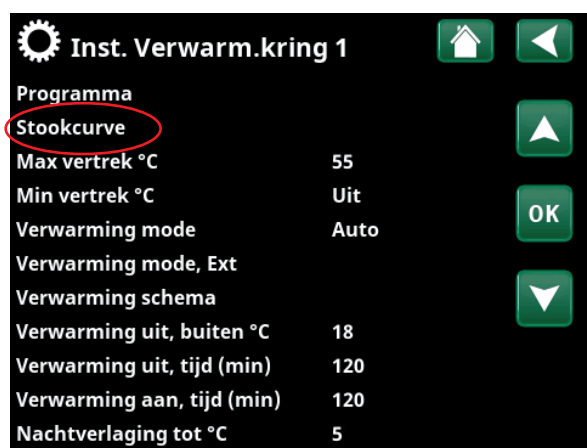 Inst. Verwarm.kring 1
Programma
Stookcurve
Max vertrek °C 55
Min vertrek °C Uit
Verwarming mode Auto
OK
Verwarming mode, Ext
Verwarming schema
Verwarming uit, buiten °C 18
Verwarming uit, tijd (min) 120
Verwarming aan, tijd (min) 120
Nachtverlaging tot °C 5